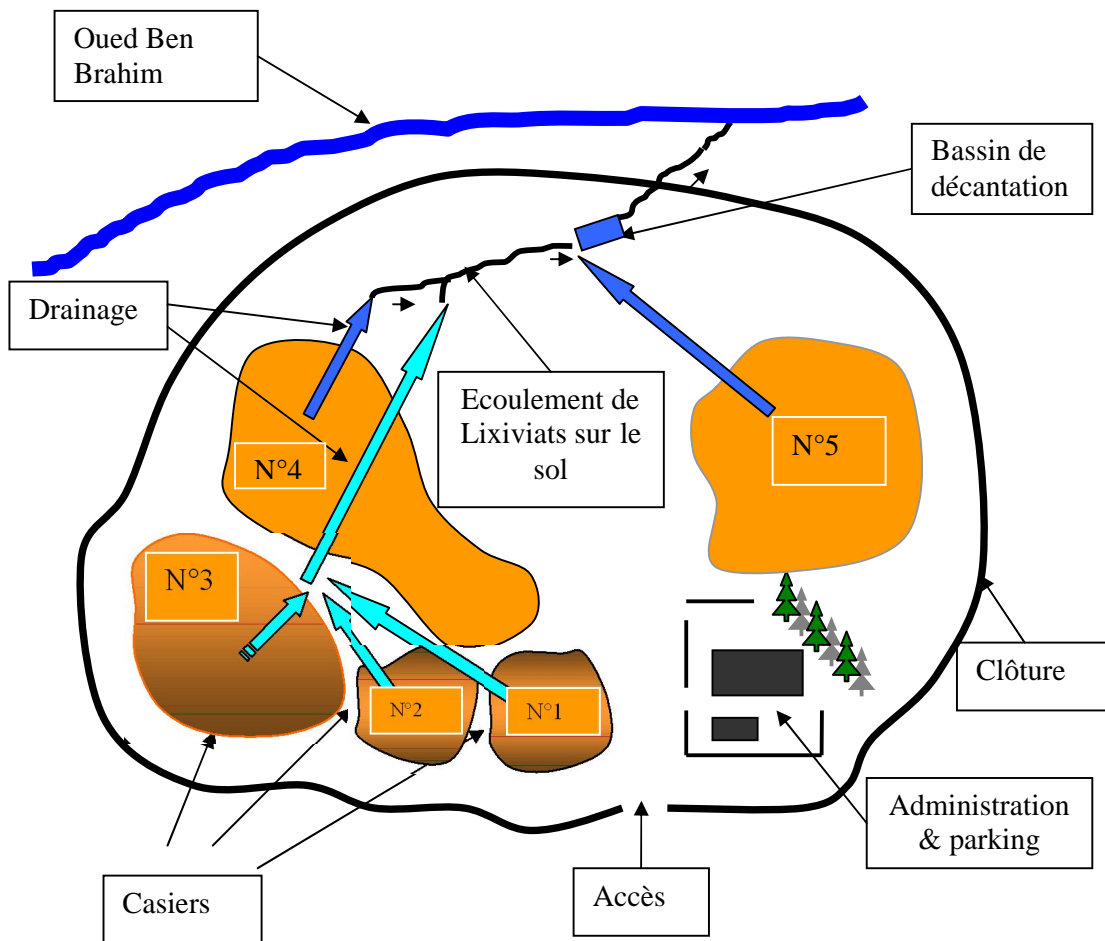 Oued Ben
Brahim
Bassin de
décantation
Drainage
Ecoulement de
Lixiviats sur le
sol
N°4
N°5
N°3
N°2
N°1
Clôture
Administration
& parking
Casiers
Accès